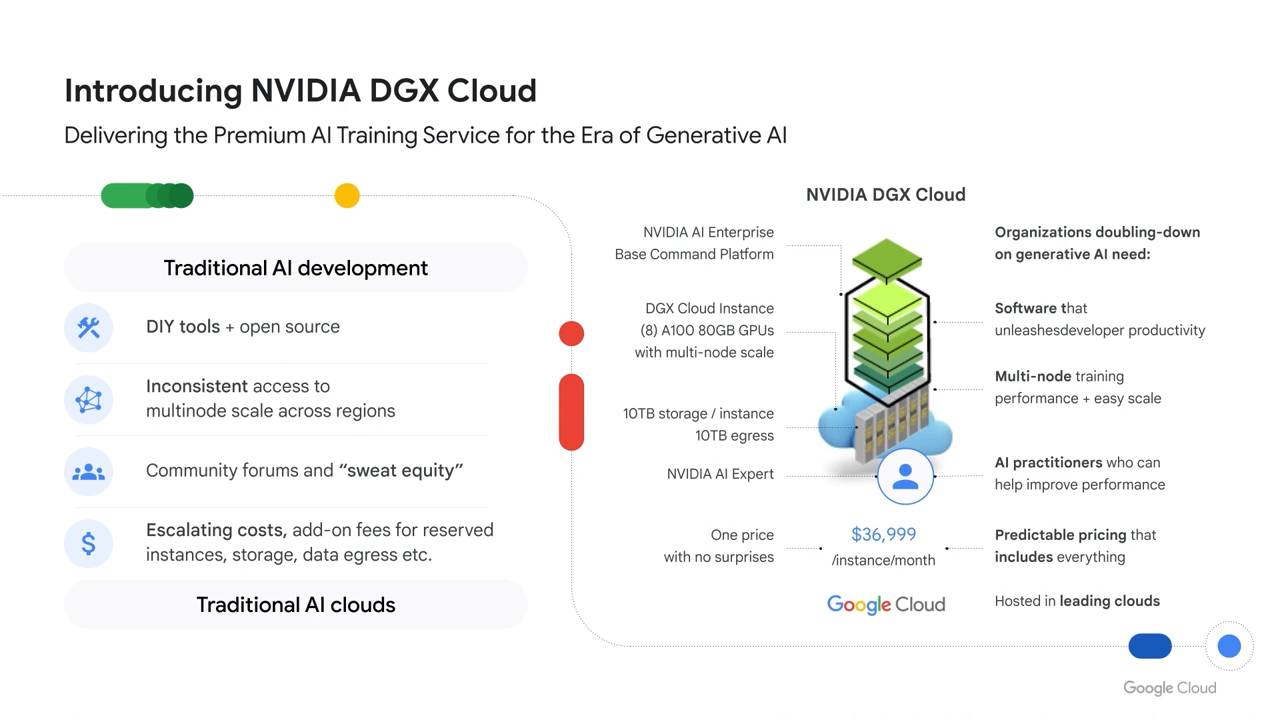 Introducing NVIDIA DGX Cloud
Delivering the Premium AI Training Service for the Era of Generative AI
Traditional AI development
DIY tools + open source
Inconsistent access to
multinode scale across regions
Community forums and “sweat equity”
Escalating costs, add-on fees for reserved
instances, storage, data egress etc.
Traditional AI clouds
NVIDIA DGX Cloud
NVIDIA AI Enterprise
Base Command Platform
DGX Cloud Instance
(8) A100 80GB GPUs
with multi-node scale
10TB storage / instance
10TB egress
NVIDIA AI Expert
One price
with no surprises
$36,999
/instance/month
Google Cloud
Organizations doubling-down
on generative AI need:
Software that
unleashesdeveloper productivity
Multi-node training
performance + easy scale
AI practitioners who can
help improve performance
Predictable pricing that
includes everything
Hosted in leading clouds
Google Cloud